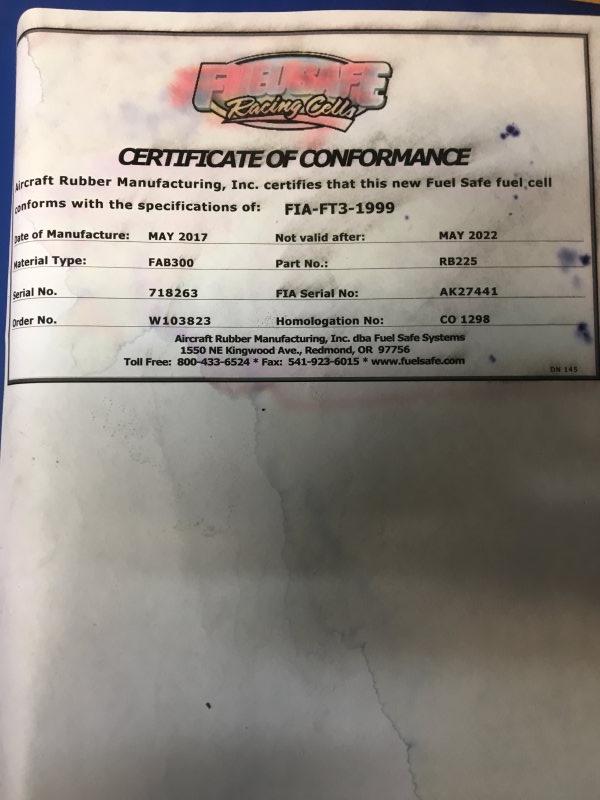 FUELSAFE
Racing Cells
CERTIFICATE OF CONFORMANCE
Aircraft Rubber Manufacturing, Inc. certifies that this new Fuel Safe fuel cell
conforms with the specifications of: FIA-FT3-1999
Date of Manufacture: MAY 2017 Not valid after: MAY 2022
Material Type: FAB300 Part No.: RB225
Serial No. 718263 FIA Serial No: AK27441
Order No. W103823 Homologation No: CO 1298
Aircraft Rubber Manufacturing, Inc. dba Fuel Safe Systems
1550 NE Kingwood Ave., Redmond, OR 97756
Toll Free: 800-433-6524 * Fax: 541-923-6015 * www.fuelsafe.com
DN 145